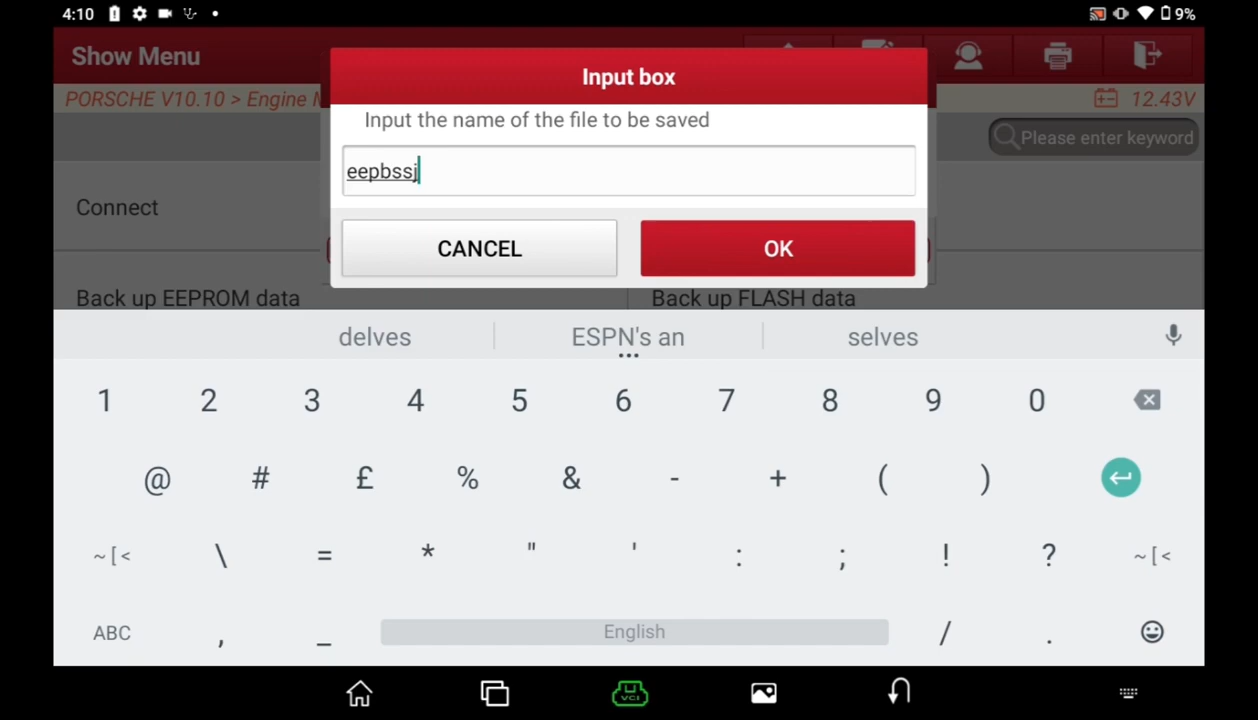 4:10 9%
Show Menu
Input box
PORSCHE V10.10 > Engine M 12.43V
Input the name of the file to be saved
Please enter keyword
eepbssj
Connect
CANCEL OK
Back up EEPROM data Back up FLASH data
delves ESPN's an selves
1 2 3 4 5 6 7 8 9 0
@ # £ % & - + ( )
~[< \ = * " ' : ; ! ? ~[<
ABC , _ English / .
VCI